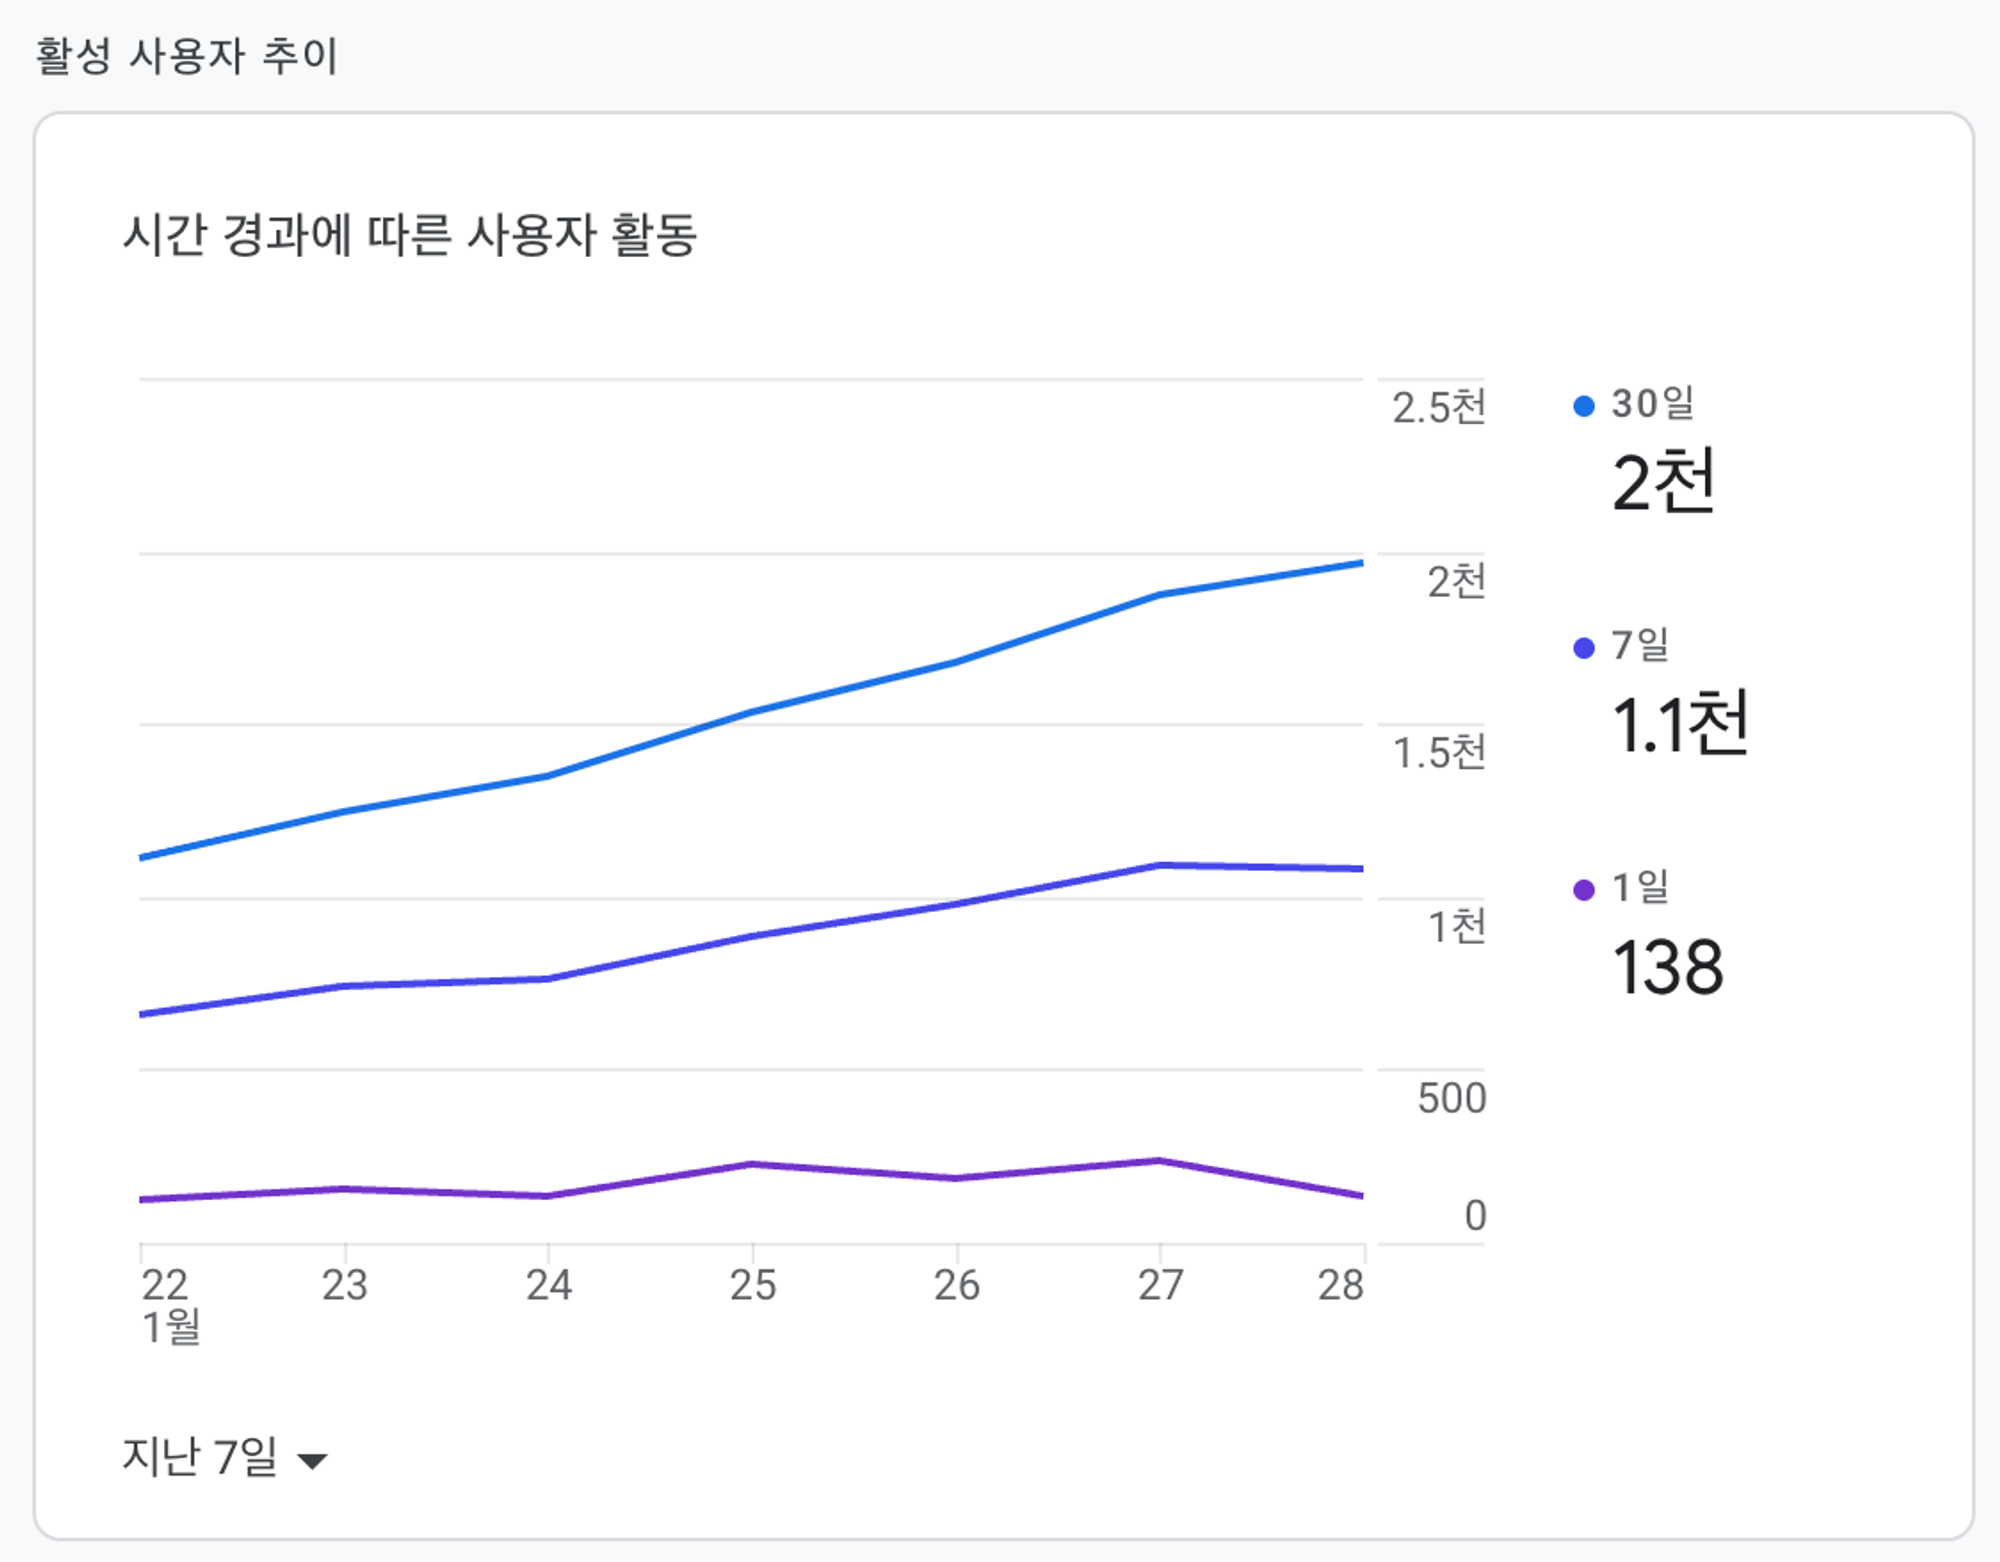 활성 사용자 추이
시간 경과에 따른 사용자 활동
2.5천
2천
1.5천
1천
500
0
22
1월
23
24
25
26
27
28
30일
2천
7일
1.1천
1일
138
지난 7일